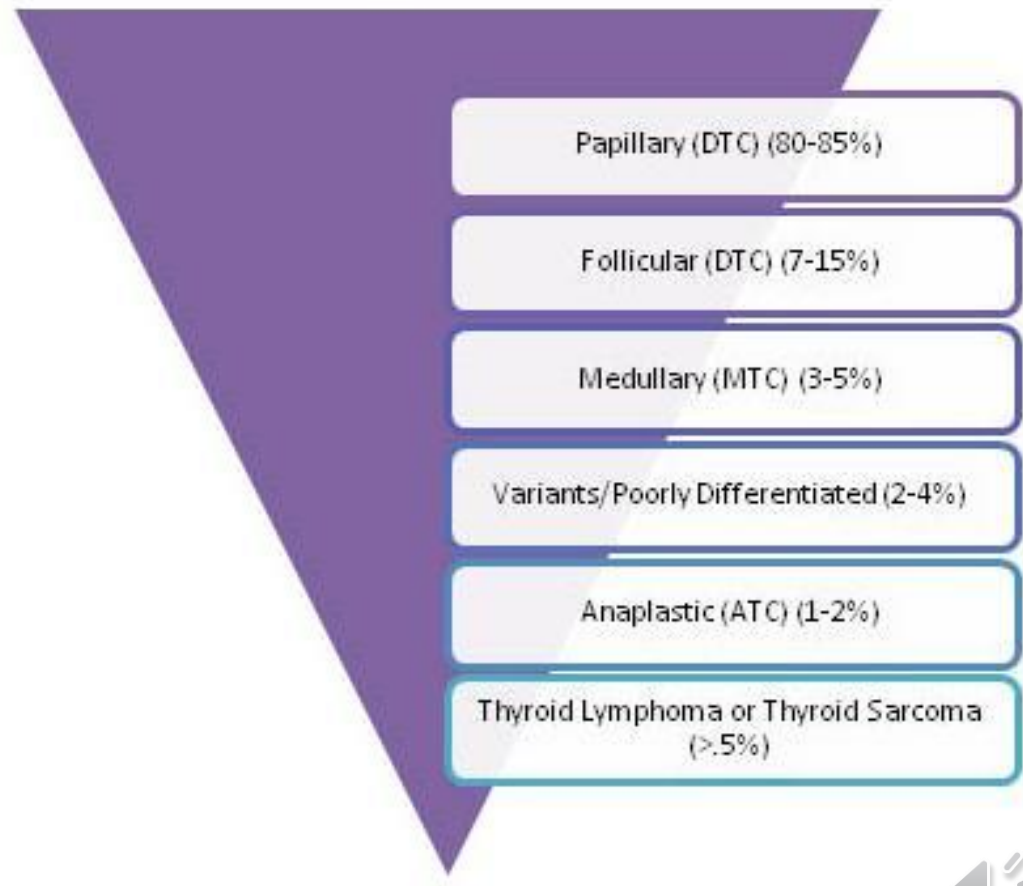 Papillary (DTC) (80-85%)
Follicular (DTC) (7-15%)
Medullary (MTC) (3-5%)
Variants/Poorly Differentiated (2-4%)
Anaplastic (ATC) (1-2%)
Thyroid Lymphoma or Thyroid Sarcoma
(>.5%)